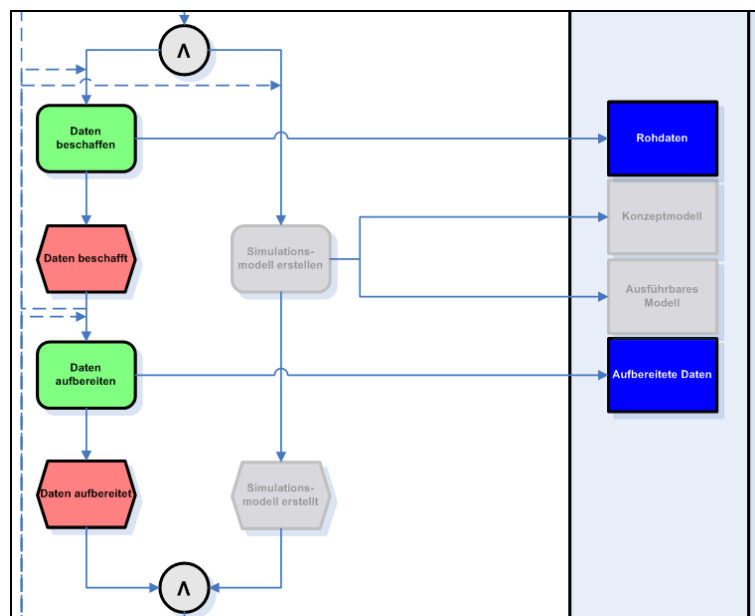 Λ
Daten
beschaffen
Rohdaten
Konzeptmodell
Daten beschafft
Simulations-
modell erstellen
Ausführbares
Modell
Daten
aufbereiten
Aufbereitete Daten
Daten aufbereitet
Simulations-
modell erstellt
Λ